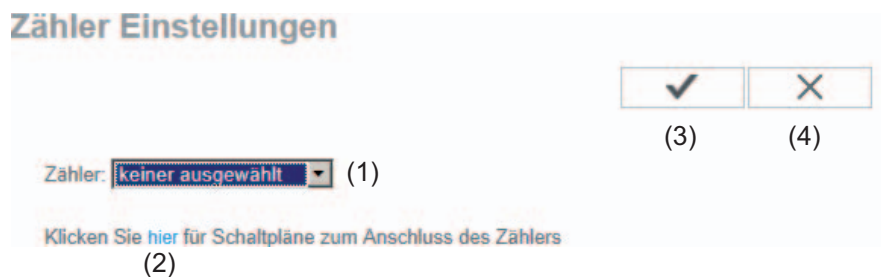 Zähler Einstellungen
(3) (4)
Zähler: keiner ausgewählt (1)
Klicken Sie hier für Schaltpläne zum Anschluss des Zählers
(2)